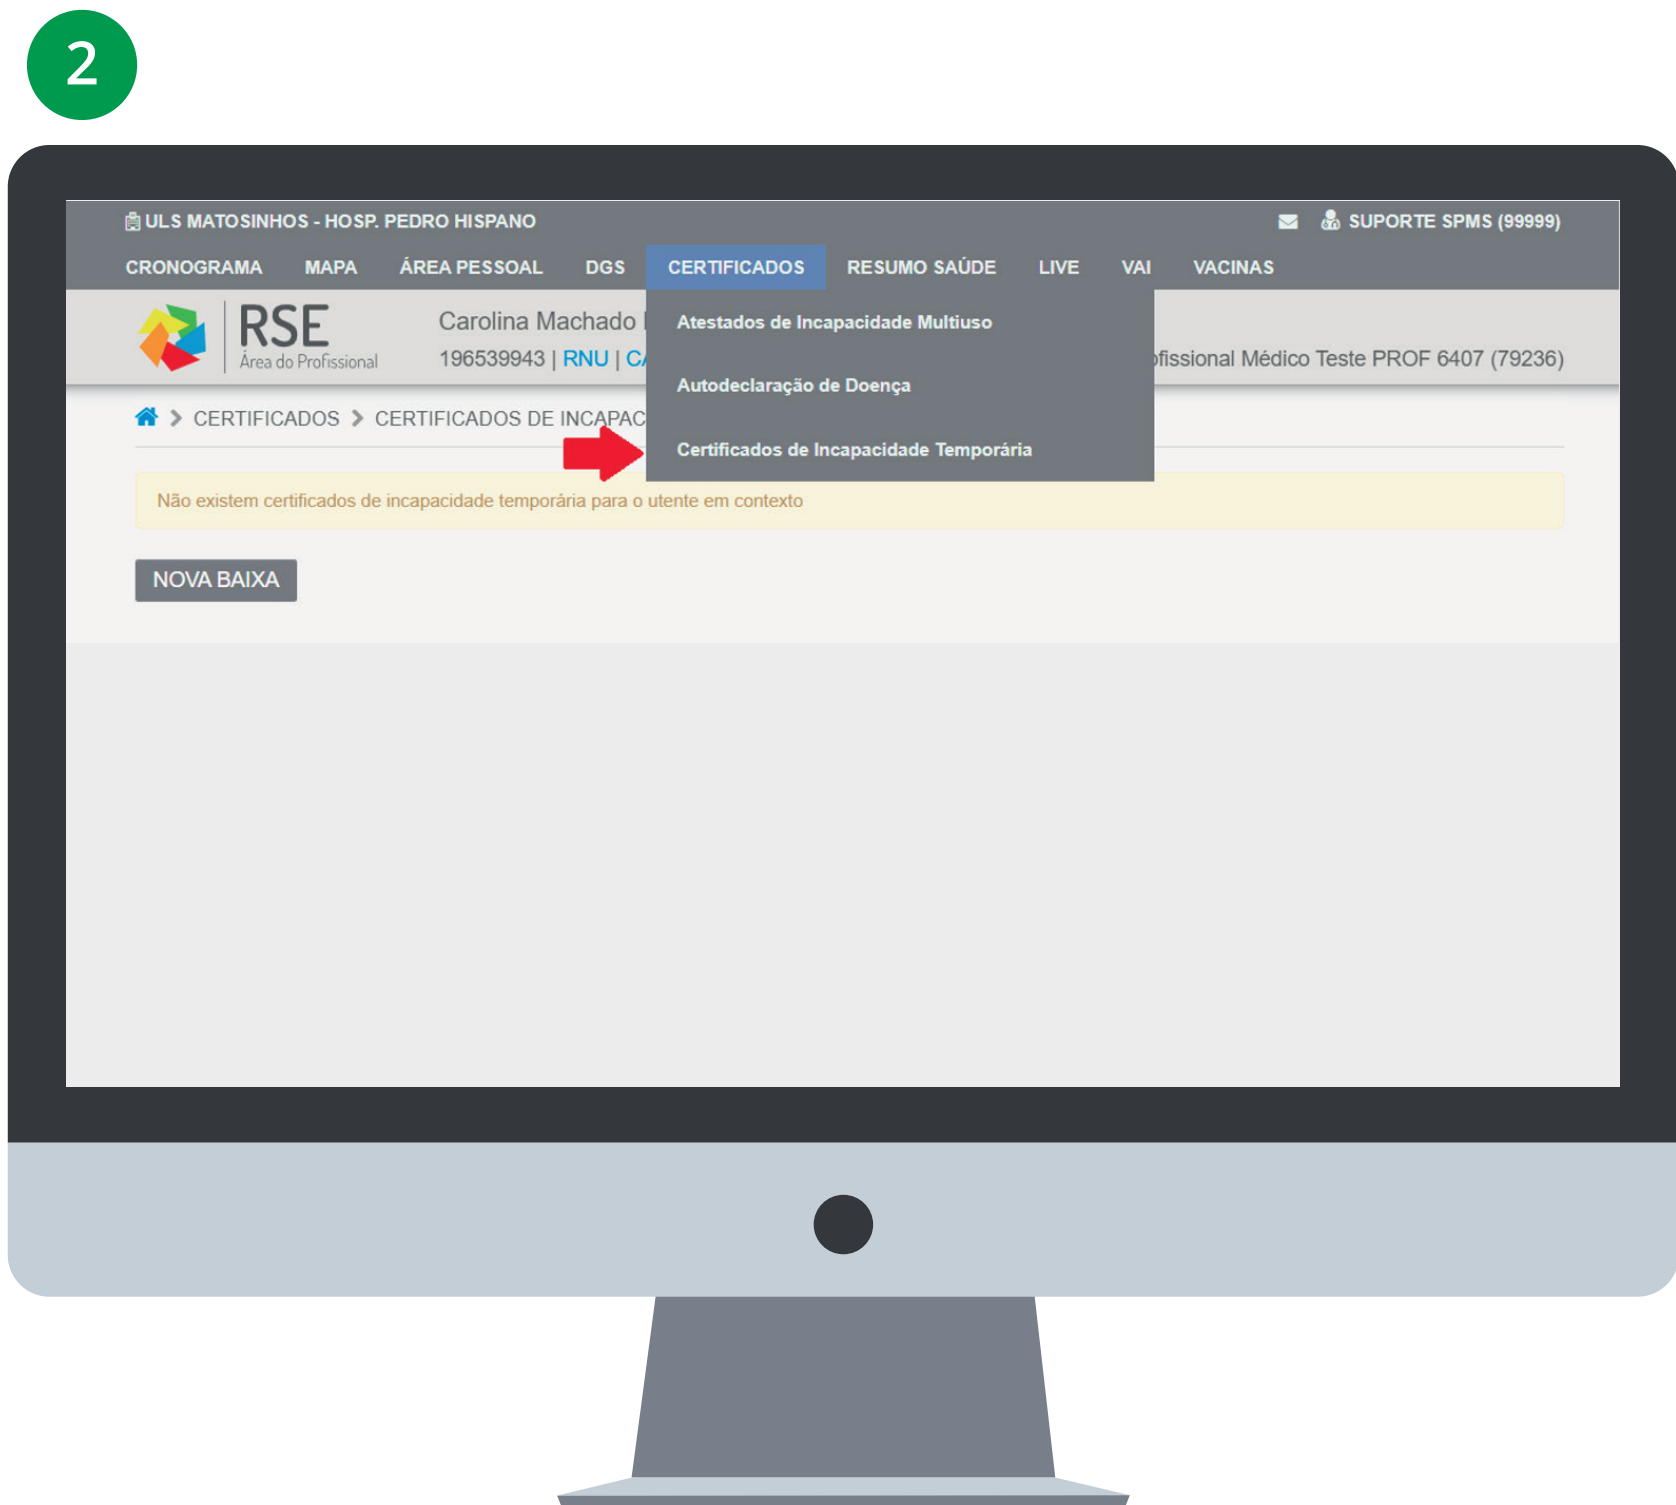 2
ULS MATOSINHOS - HOSP. PEDRO HISPANO SUPORTE SPMS (99999)
CRONOGRAMA MAPA ÁREA PESSOAL DGS CERTIFICADOS RESUMO SAÚDE LIVE VAI VACINAS
RSE
Área do Profissional
Carolina Machado
196539943 | RNU |
Médico Teste PROF 6407 (79236)
Atestados de Incapacidade Multiuso
Autodeclaração de Doença
Certificados de Incapacidade Temporária
> CERTIFICADOS > CERTIFICADOS DE
Não existem certificados de incapacidade temporária para o utente em contexto
NOVA BAIXA